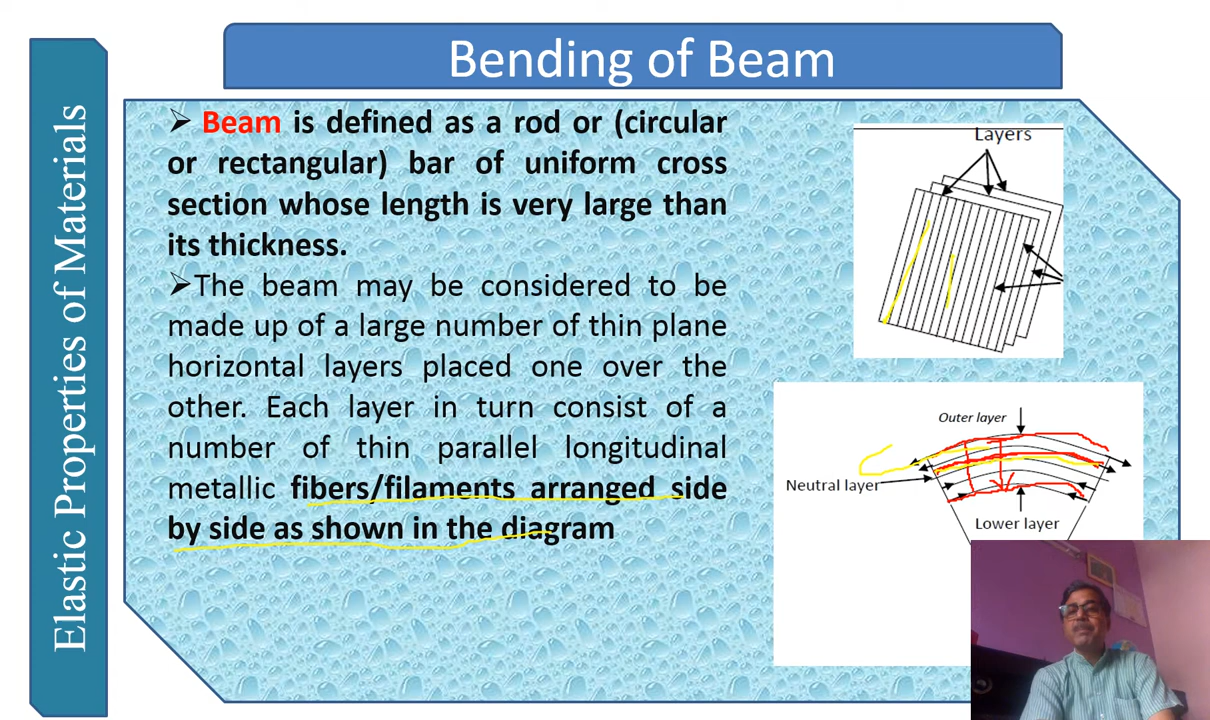 Bending of Beam
Elastic Properties of Materials
➢ Beam is defined as a rod or (circular
or rectangular) bar of uniform cross
section whose length is very large than
its thickness.
➢The beam may be considered to be
made up of a large number of thin plane
horizontal layers placed one over the
other. Each layer in turn consist of a
number of thin parallel longitudinal
metallic fibers/filaments arranged side
by side as shown in the diagram
Layers
Outer layer
Neutral layer
Lower layer